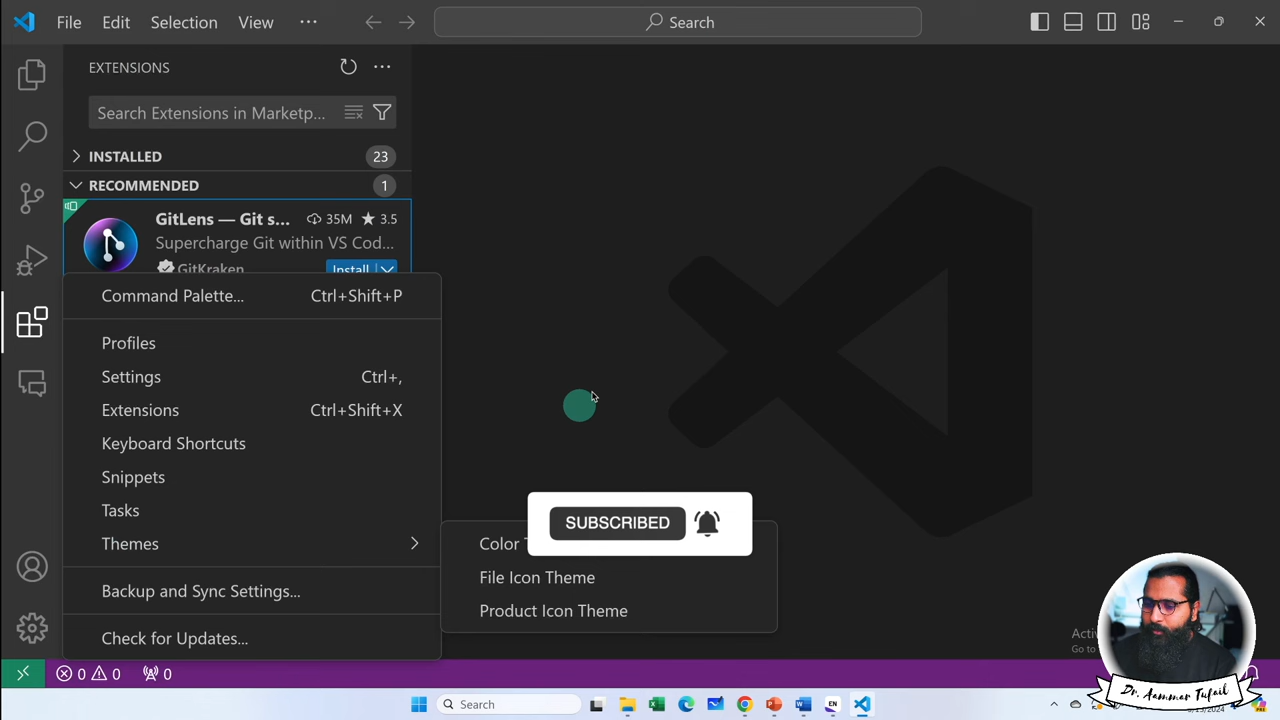 File Edit Selection View ···
Search
EXTENSIONS
Search Extensions in Marketp...
INSTALLED 23
RECOMMENDED 1
GitLens — Git s... 35M ★ 3.5
Supercharge Git within VS Cod...
GitKraken Install
Command Palette... Ctrl+Shift+P
Profiles
Settings Ctrl+,
Extensions Ctrl+Shift+X
Keyboard Shortcuts
Snippets
Tasks
Themes
Backup and Sync Settings...
Check for Updates...
SUBSCRIBED
Color
File Icon Theme
Product Icon Theme
Go to
0 0 0
Search
EN
Dr. Aammar Tufail